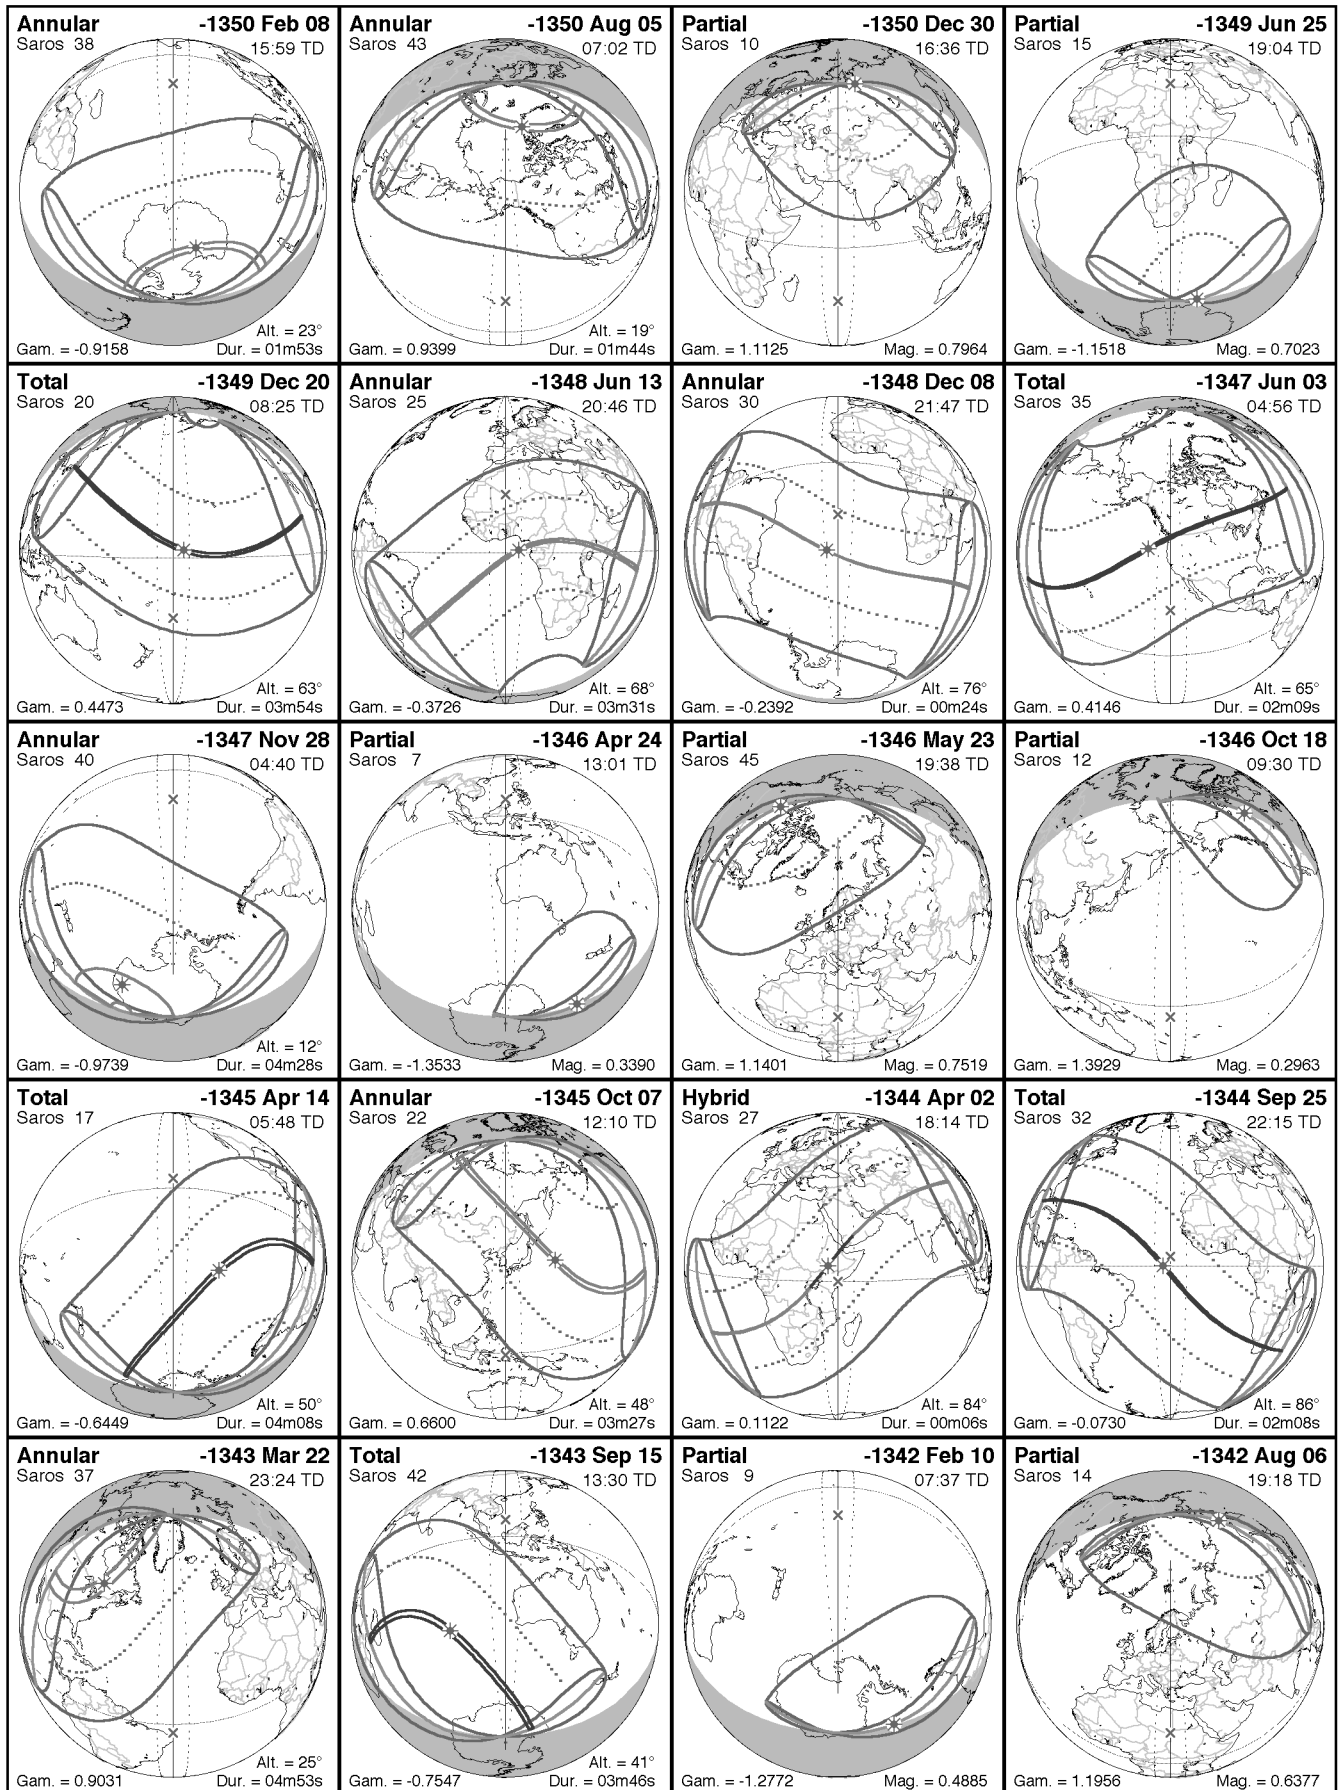 Annular -1350 Feb 08
Saros 38 15:59 TD
Alt. = 23°
Gam. = -0.9158 Dur. = 01m53s
Annular -1350 Aug 05
Saros 43 07:02 TD
Alt. = 19°
Gam. = 0.9399 Dur. = 01m44s
Partial -1350 Dec 30
Saros 10 16:36 TD
Gam. = 1.1125 Mag. = 0.7964
Partial -1349 Jun 25
Saros 15 19:04 TD
Gam. = -1.1518 Mag. = 0.7023
Total -1349 Dec 20
Saros 20 08:25 TD
Alt. = 63°
Gam. = 0.4473 Dur. = 03m54s
Annular -1348 Jun 13
Saros 25 20:46 TD
Alt. = 68°
Gam. = -0.3726 Dur. = 03m31s
Annular -1348 Dec 08
Saros 30 21:47 TD
Alt. = 76°
Gam. = -0.2392 Dur. = 00m24s
Total -1347 Jun 03
Saros 35 04:56 TD
Alt. = 65°
Gam. = 0.4146 Dur. = 02m09s
Annular -1347 Nov 28
Saros 40 04:40 TD
Alt. = 12°
Gam. = -0.9739 Dur. = 04m28s
Partial -1346 Apr 24
Saros 7 13:01 TD
Gam. = -1.3533 Mag. = 0.3390
Partial -1346 May 23
Saros 45 19:38 TD
Gam. = 1.1401 Mag. = 0.7519
Partial -1346 Oct 18
Saros 12 09:30 TD
Gam. = 1.3929 Mag. = 0.2963
Total -1345 Apr 14
Saros 17 05:48 TD
Alt. = 50°
Gam. = -0.6449 Dur. = 04m08s
Annular -1345 Oct 07
Saros 22 12:10 TD
Alt. = 48°
Gam. = 0.6600 Dur. = 03m27s
Hybrid -1344 Apr 02
Saros 27 18:14 TD
Alt. = 84°
Gam. = 0.1122 Dur. = 00m06s
Total -1344 Sep 25
Saros 32 22:15 TD
Alt. = 86°
Gam. = -0.0730 Dur. = 02m08s
Annular -1343 Mar 22
Saros 37 23:24 TD
Alt. = 25°
Gam. = 0.9031 Dur. = 04m53s
Total -1343 Sep 15
Saros 42 13:30 TD
Alt. = 41°
Gam. = -0.7547 Dur. = 03m46s
Partial -1342 Feb 10
Saros 9 07:37 TD
Gam. = -1.2772 Mag. = 0.4885
Partial -1342 Aug 06
Saros 14 19:18 TD
Gam. = 1.1956 Mag. = 0.6377